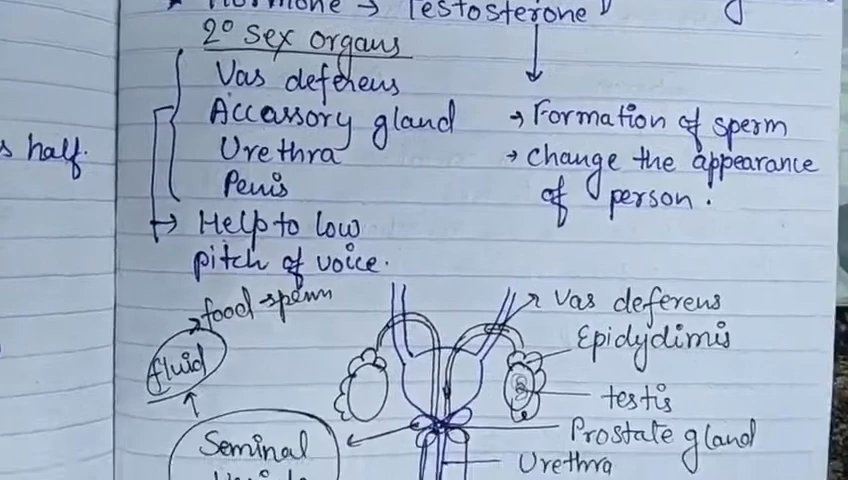 Hormone → Testosterone
2° sex organs
Vas deferens
Accassory gland
Urethra
Penis
→ Help to low
pitch of voice.
→ Formation of sperm
→ Change the appearance
of person.
s half.
food sperm
fluid
Seminal
Vas deferens
Epidydimis
testis
Prostate gland
Urethra